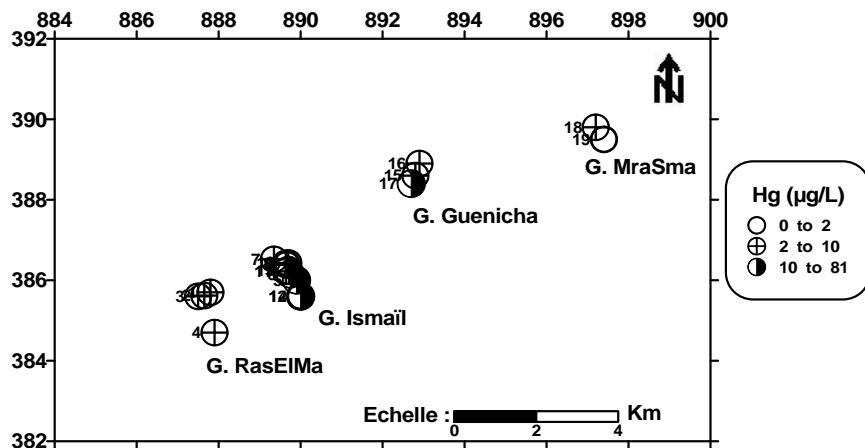 884 886 888 890 892 894 896 898 900
392
390
388
386
384
382
N
18
19
G. MraSma
16
15
17
G. Guenicha
7
3
4
G. Ismaïl
G. RasElMa
Hg (µg/L)
0 to 2
2 to 10
10 to 81
Echelle : Km
0 2 4